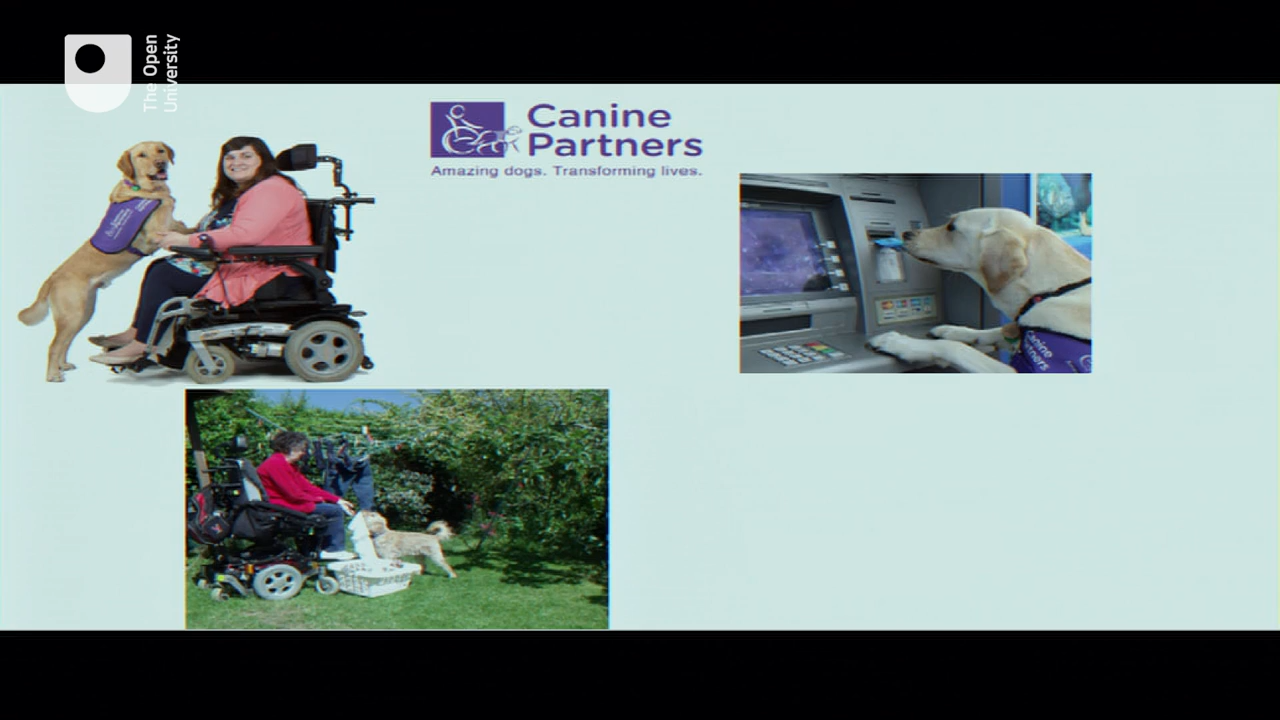 The Open
University
Canine
Partners
Amazing dogs. Transforming lives.
Canine
Partners